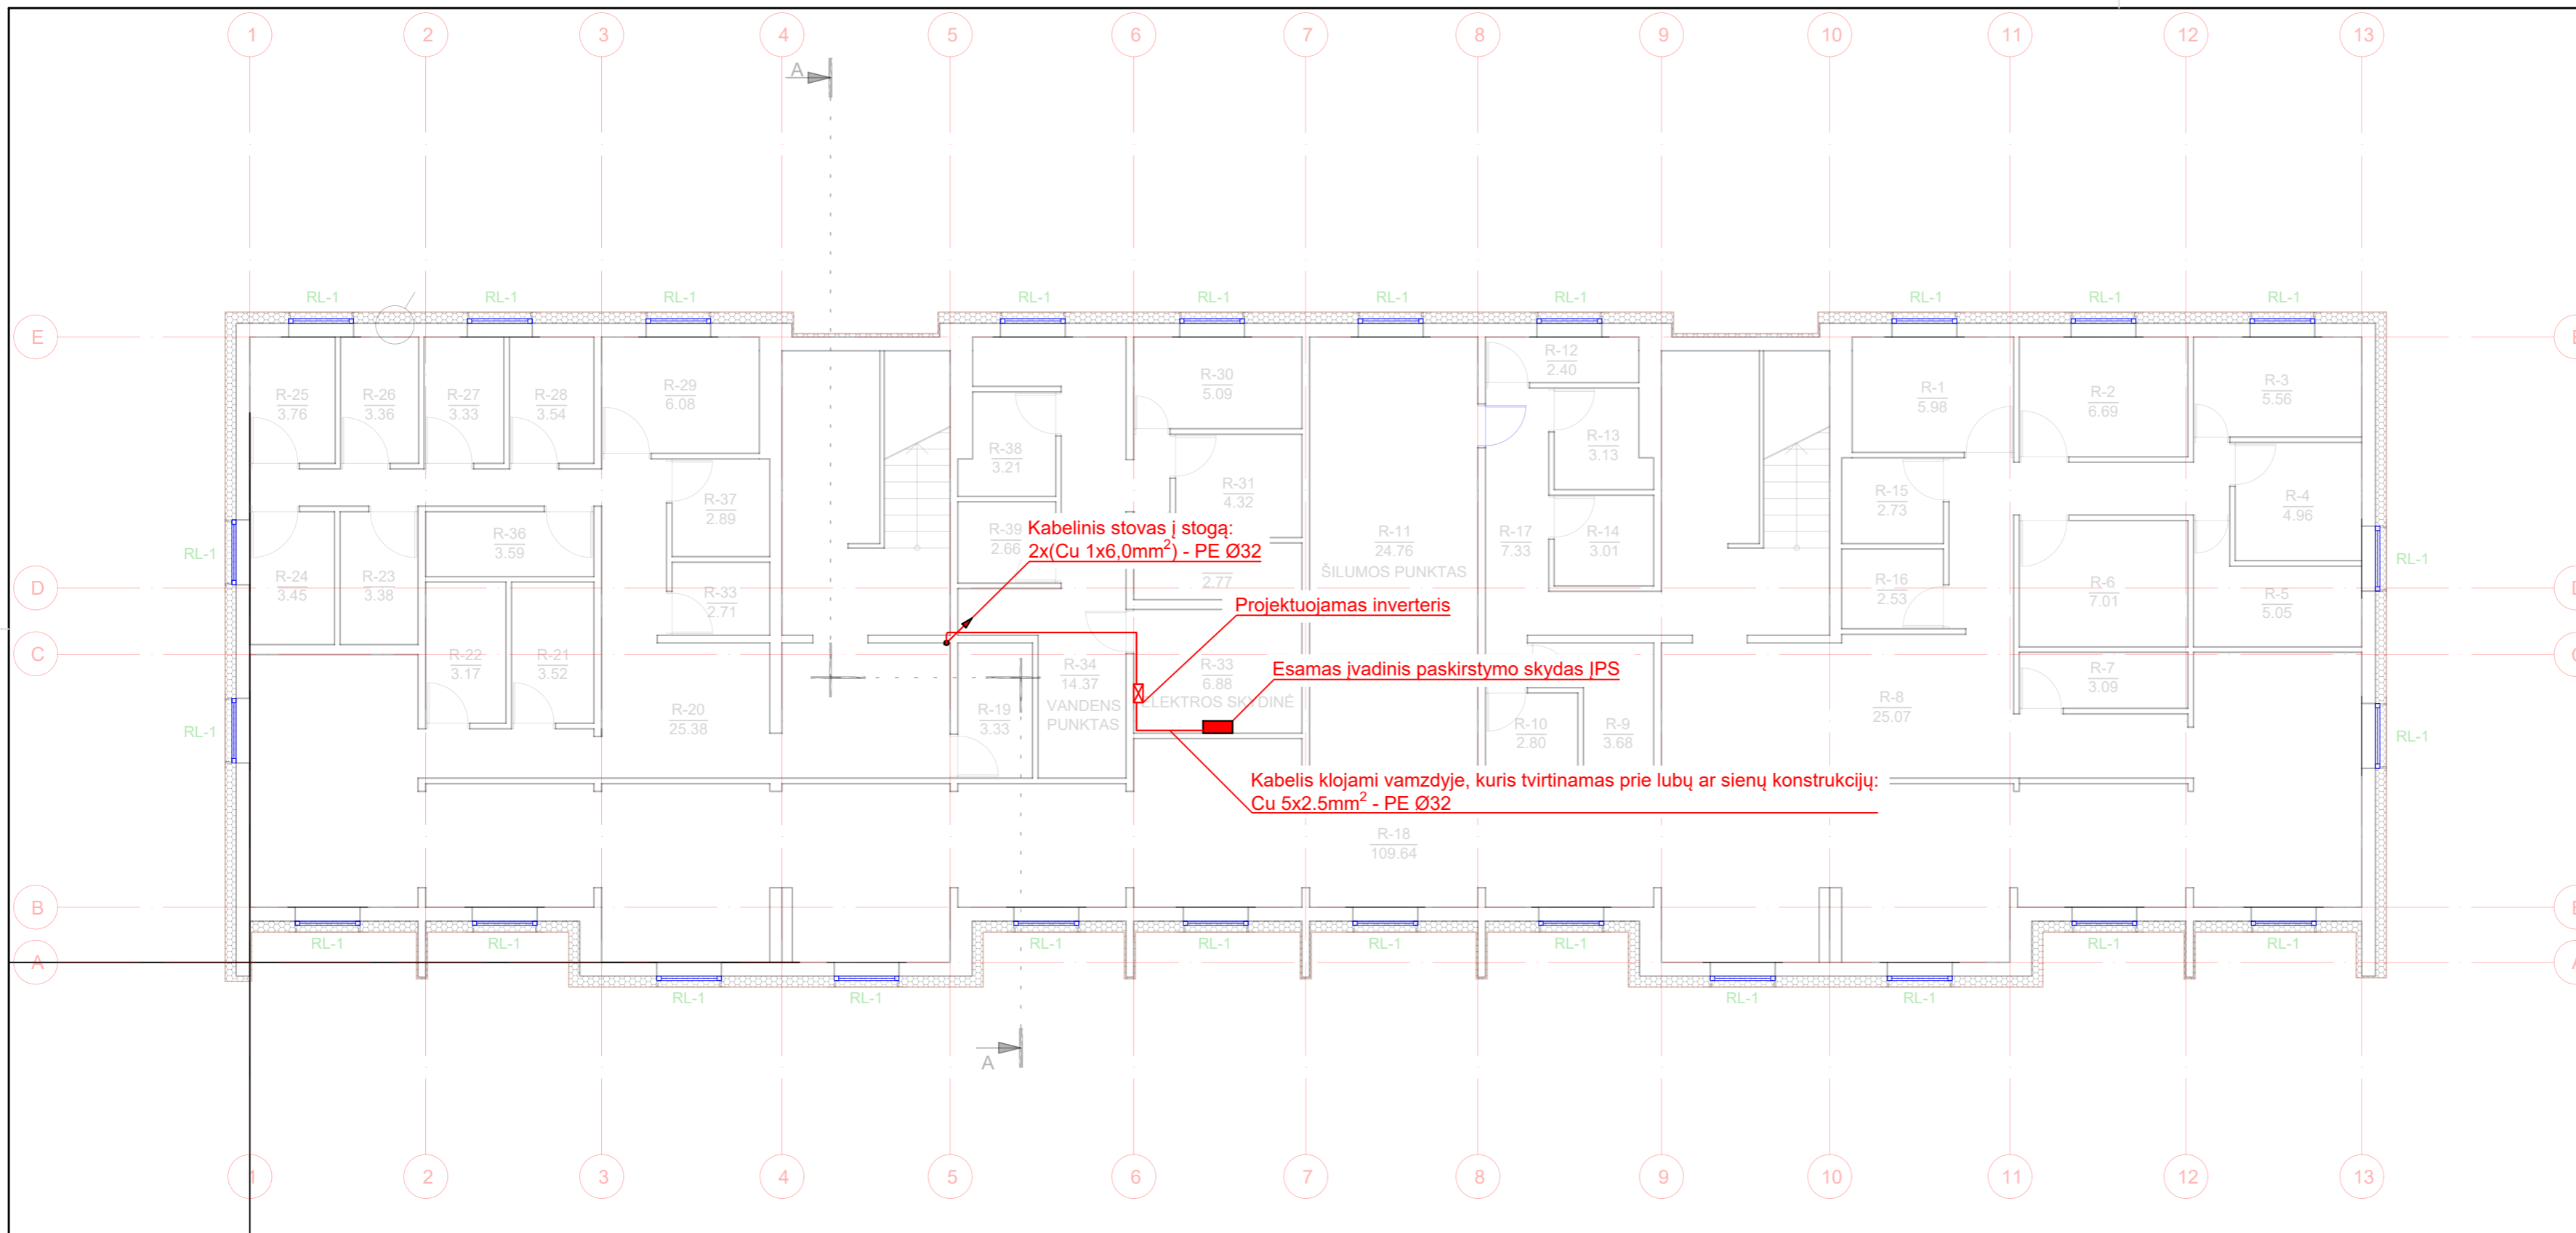 1 2 3 4 5 6 7 8 9 10 11 12 13
A
RL-1 RL-1 RL-1 RL-1 RL-1 RL-1 RL-1 RL-1 RL-1 RL-1
E
R-25
3.76
R-26
3.36
R-27
3.33
R-28
3.54
R-29
6.08
R-30
5.09
R-12
2.40
R-1
5.98
R-2
6.69
R-3
5.56
R-38
3.21
R-13
3.13
R-37
2.89
R-31
4.32
R-15
2.73
R-4
4.96
R-36
3.59
R-39
2.66
Kabelinis stovas į stogą:
2x(Cu 1x6,0mm²) - PE Ø32
R-11
24.76
ŠILUMOS PUNKTAS
R-17
7.33
R-14
3.01
RL-1
RL-1
R-24
3.45
R-23
3.38
R-33
2.71
2.77
R-16
2.53
R-6
7.01
R-5
5.05
D
Projektuojamas inverteris
C
R-22
3.17
R-21
3.52
R-34
14.37
VANDENS
PUNKTAS
R-33
6.88
ELEKTROS SKYDINĖ
Esamas įvadinis paskirstymo skydas ĮPS
R-7
3.09
R-20
25.38
R-19
3.33
R-10
2.80
R-9
3.68
R-8
25.07
RL-1
RL-1
Kabelis klojami vamzdyje, kuris tvirtinamas prie lubų ar sienų konstrukcijų:
Cu 5x2.5mm² - PE Ø32
R-18
109.64
B
RL-1 RL-1 RL-1 RL-1 RL-1 RL-1 RL-1 RL-1
A
RL-1 RL-1 RL-1 RL-1
A
1 2 3 4 5 6 7 8 9 10 11 12 13